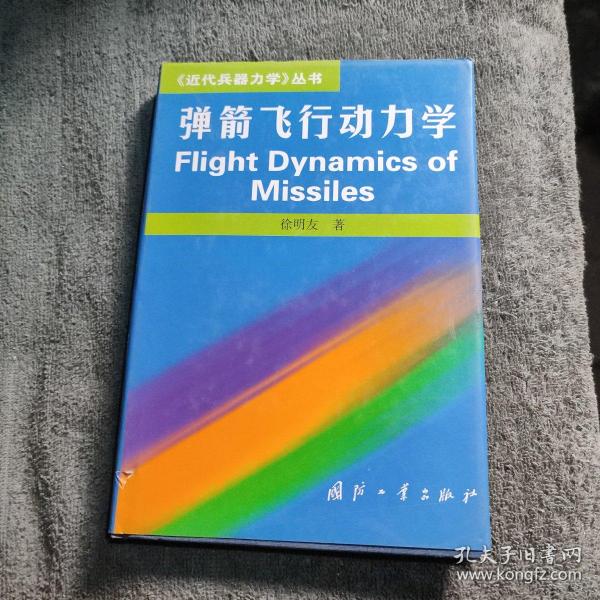 《近代兵器力学》丛书
弹箭飞行动力学
Flight Dynamics of
Missiles
徐明友 著
国防工业出版社
孔夫子旧书网
www.kongfz.com